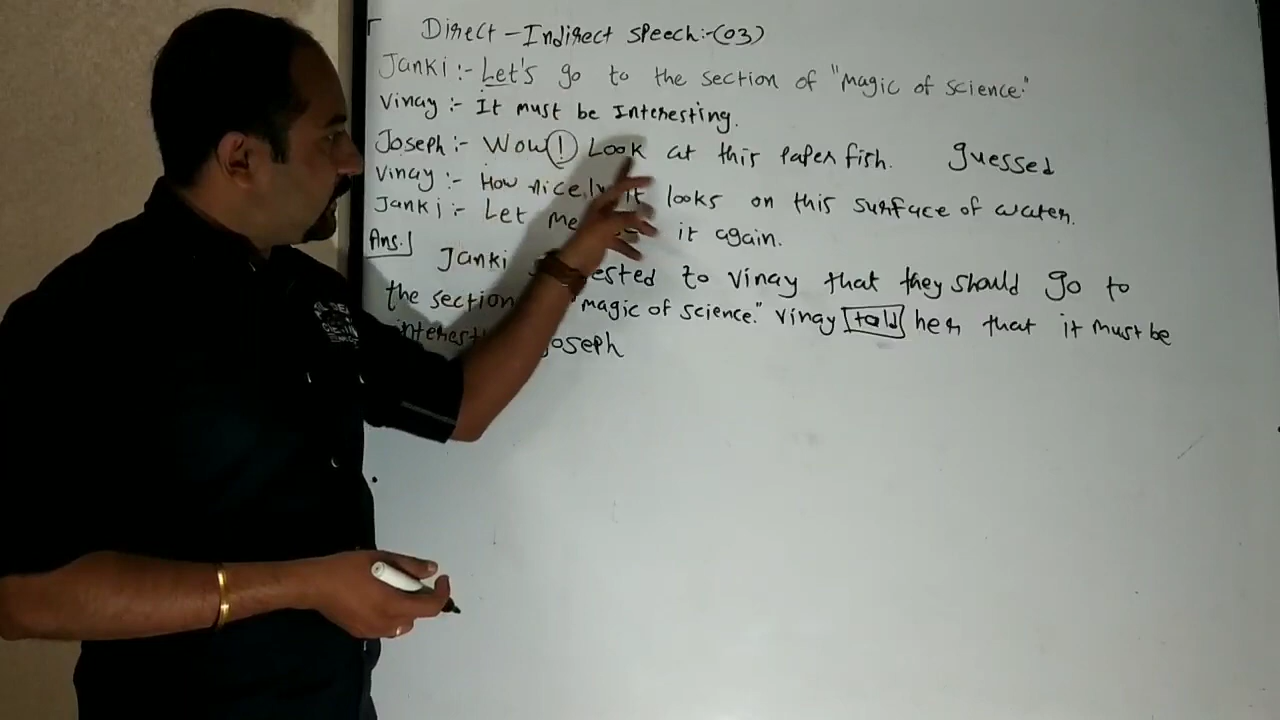 Direct - Indirect speech:-(03)
Janki :- Let's go to the section of "magic of science."
Vinay :- It must be Interesting.
Joseph :- Wow! Look at this Paper fish. guessed
Vinay :- How nicely it looks on this surface of water.
Janki :- Let me it again.
Ans.] Janki to Vinay that they should go to
the section "magic of science." Vinay told her, that it must be
Joseph